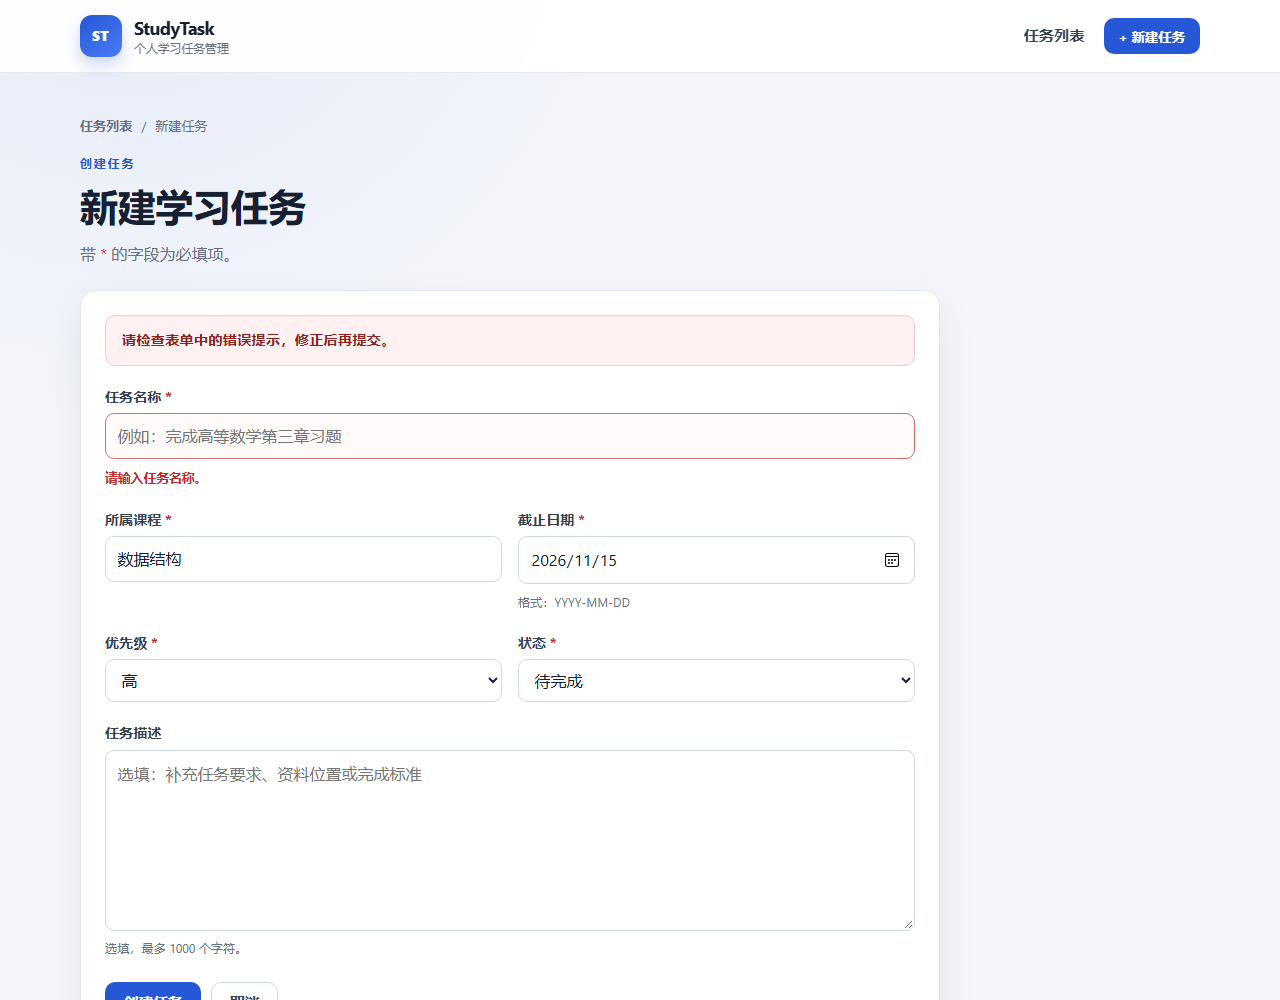 ST
StudyTask
个人学习任务管理
任务列表
+ 新建任务
任务列表 / 新建任务
创建任务
新建学习任务
带 * 的字段为必填项。
请检查表单中的错误提示，修正后再提交。
任务名称 *
例如：完成高等数学第三章习题
请输入任务名称。
所属课程 *
截止日期 *
数据结构
2026/11/15
格式：YYYY-MM-DD
优先级 *
状态 *
高
待完成
任务描述
选填：补充任务要求、资料位置或完成标准
选填，最多 1000 个字符。
创建任务
取消